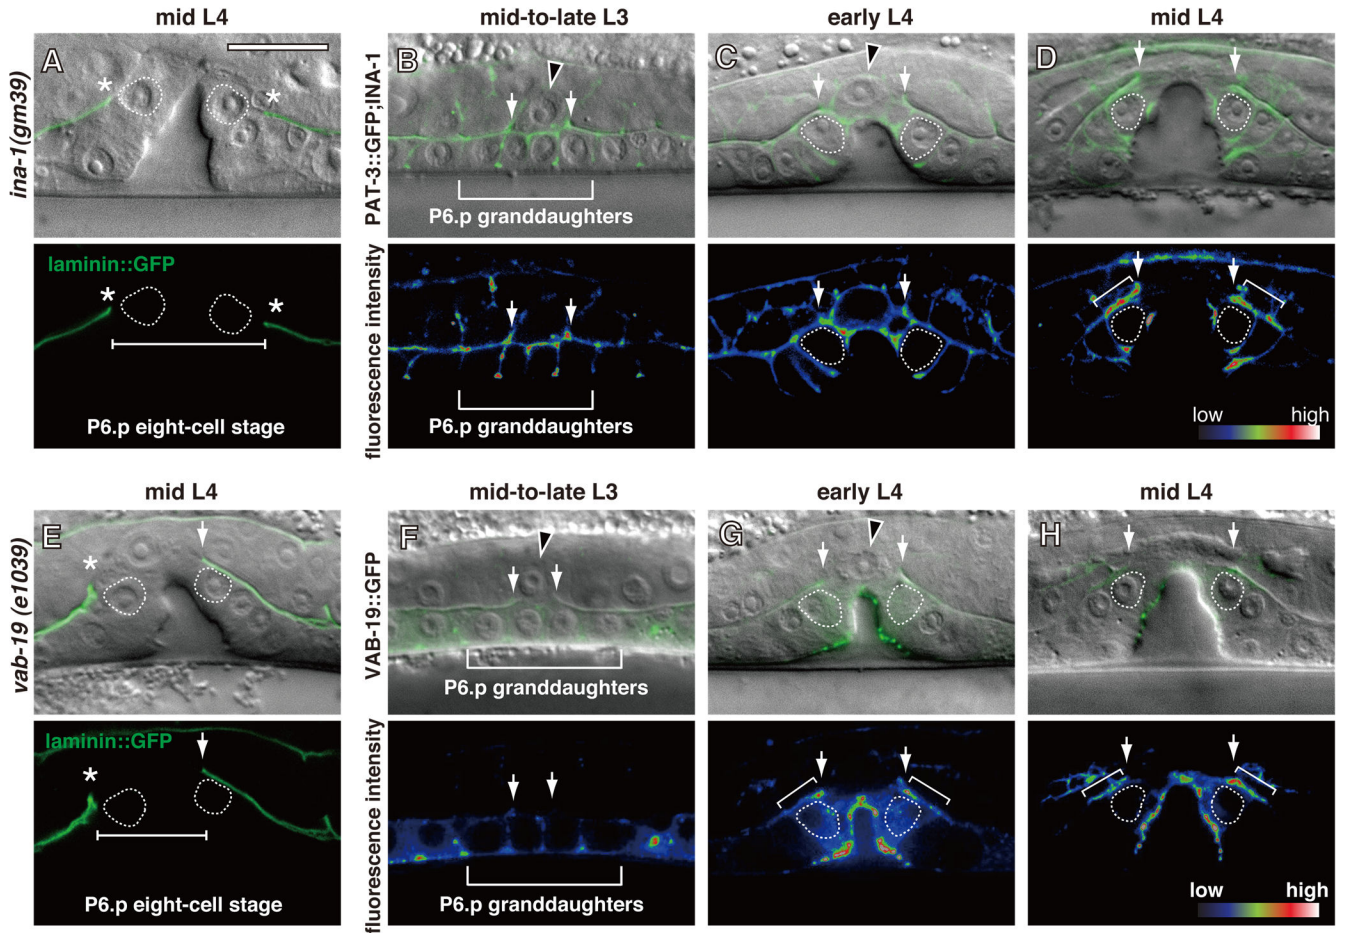 mid L4
mid-to-late L3
early L4
mid L4
ina-1(gm39)
A
*
*
PAT-3::GFP;INA-1
B
P6.p granddaughters
C
D
laminin::GFP
*
*
P6.p eight-cell stage
fluorescence intensity
P6.p granddaughters
low high
mid L4
mid-to-late L3
early L4
mid L4
vab-19 (e1039)
E
*
VAB-19::GFP
F
P6.p granddaughters
G
H
laminin::GFP
*
P6.p eight-cell stage
fluorescence intensity
P6.p granddaughters
low high